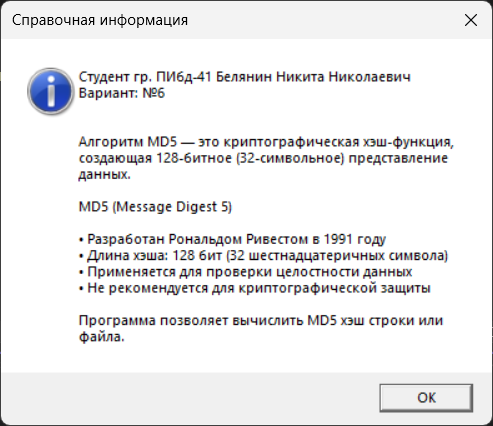 Справочная информация
Студент гр. ПИбд-41 Белянин Никита Николаевич
Вариант: №6
Алгоритм MD5 — это криптографическая хэш-функция,
создающая 128-битное (32-символьное) представление
данных.
MD5 (Message Digest 5)
• Разработан Рональдом Ривестом в 1991 году
• Длина хэша: 128 бит (32 шестнадцатеричных символа)
• Применяется для проверки целостности данных
• Не рекомендуется для криптографической защиты
Программа позволяет вычислить MD5 хэш строки или
файла.
OK